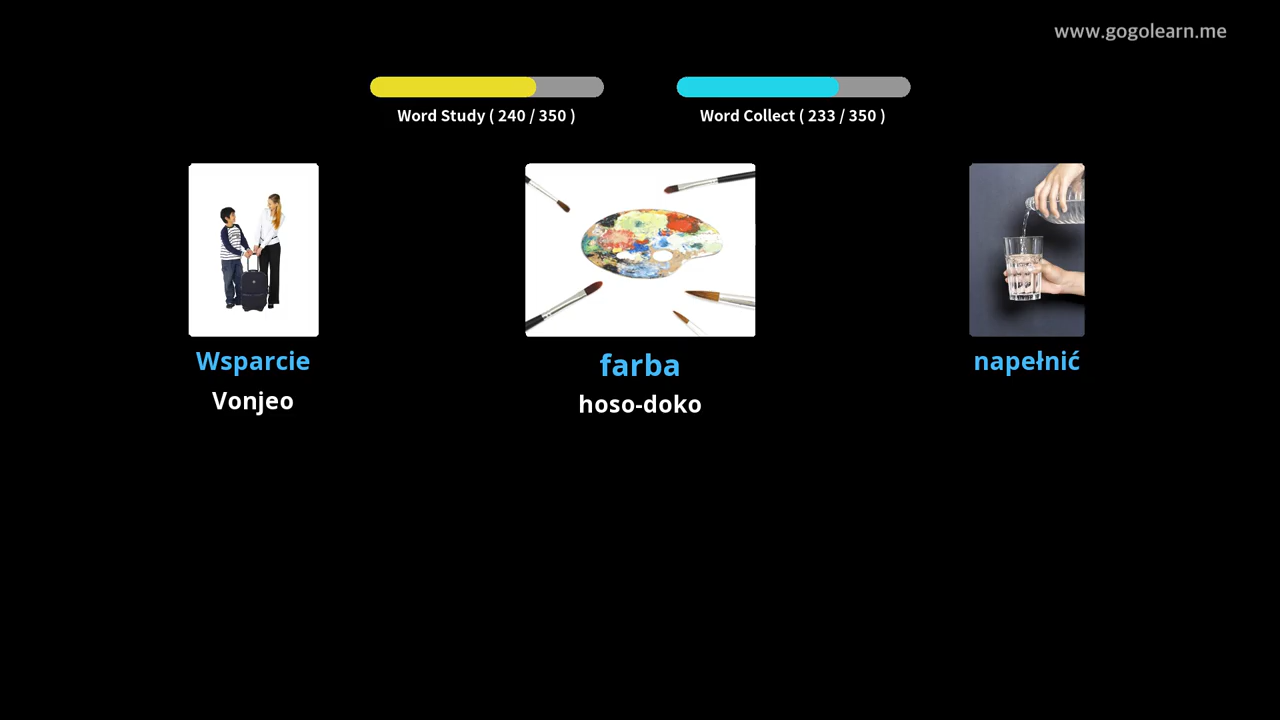 www.gogolearn.me
Word Study ( 240 / 350 )
Word Collect ( 233 / 350 )
Wsparcie
Vonjeo
farba
hoso-doko
napełnić